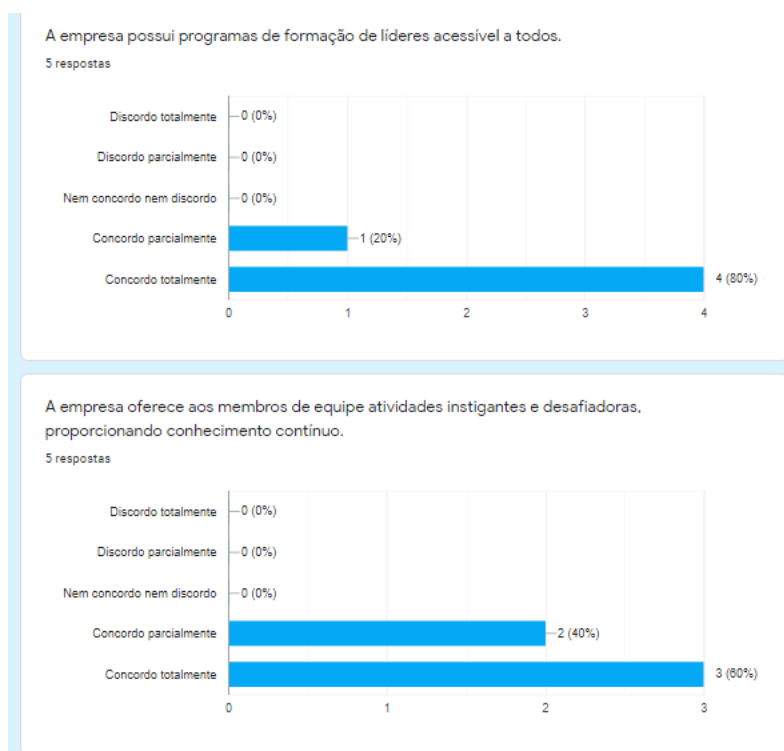 A empresa possui programas de formação de líderes acessível a todos.
5 respostas
Discordo totalmente 0 (0%)
Discordo parcialmente 0 (0%)
Nem concordo nem discordo 0 (0%)
Concordo parcialmente 1 (20%)
Concordo totalmente 4 (80%)
0 1 2 3 4
A empresa oferece aos membros de equipe atividades instigantes e desafiadoras,
proporcionando conhecimento contínuo.
5 respostas
Discordo totalmente 0 (0%)
Discordo parcialmente 0 (0%)
Nem concordo nem discordo 0 (0%)
Concordo parcialmente 2 (40%)
Concordo totalmente 3 (60%)
0 1 2 3